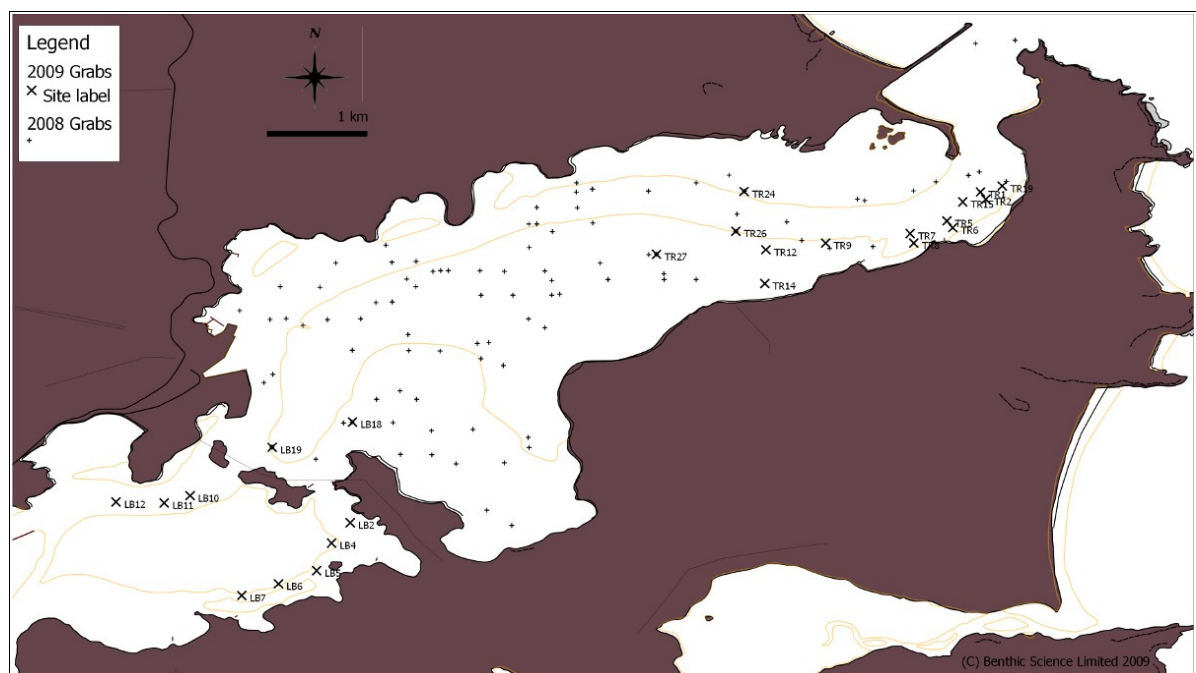 Legend
2009 Grabs
Site label
2008 Grabs
N
1 km
TR24
TR19
TR1
TR2
TR15
TR5
TR6
TR26
TR7
TR8
TR9
TR12
TR27
TR14
LB18
LB19
LB10
LB12
LB11
LB2
LB4
LB5
LB6
LB7
(C) Benthic Science Limited 2009